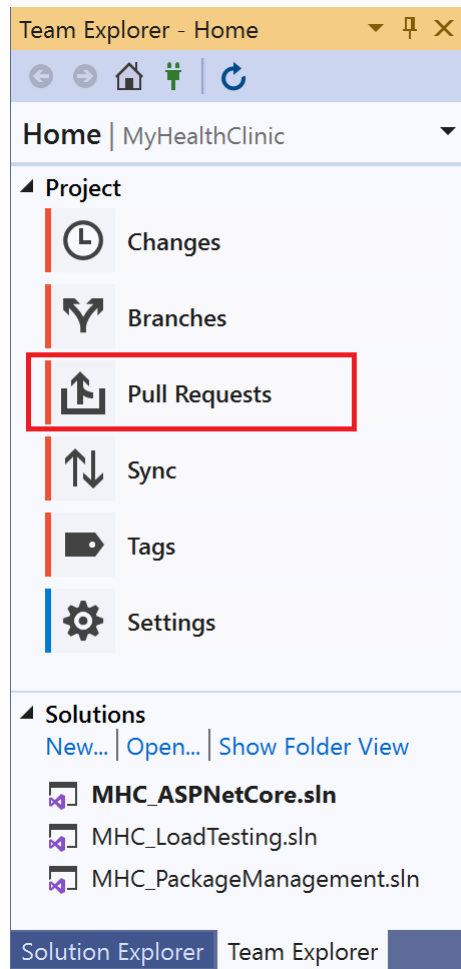 Team Explorer - Home
Home | MyHealthClinic
Project
Changes
Branches
Pull Requests
Sync
Tags
Settings
Solutions
New... | Open... | Show Folder View
MHC_ASPNetCore.sln
MHC_LoadTesting.sln
MHC_PackageManagement.sln
Solution Explorer Team Explorer